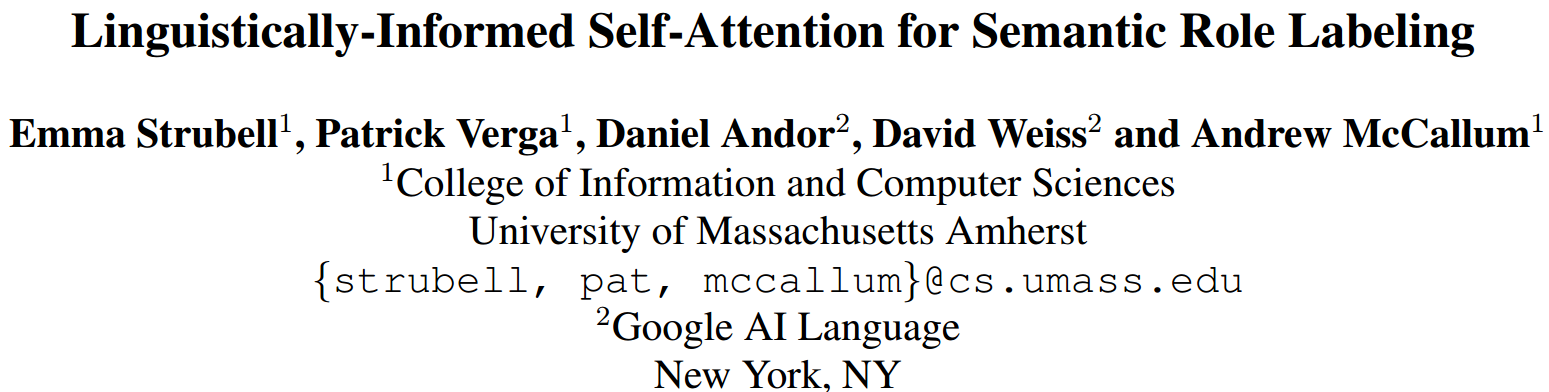 Linguistically-Informed Self-Attention for Semantic Role Labeling
Emma Strubell¹, Patrick Verga¹, Daniel Andor², David Weiss² and Andrew McCallum¹
¹College of Information and Computer Sciences
University of Massachusetts Amherst
{strubell, pat, mccallum}@cs.umass.edu
²Google AI Language
New York, NY